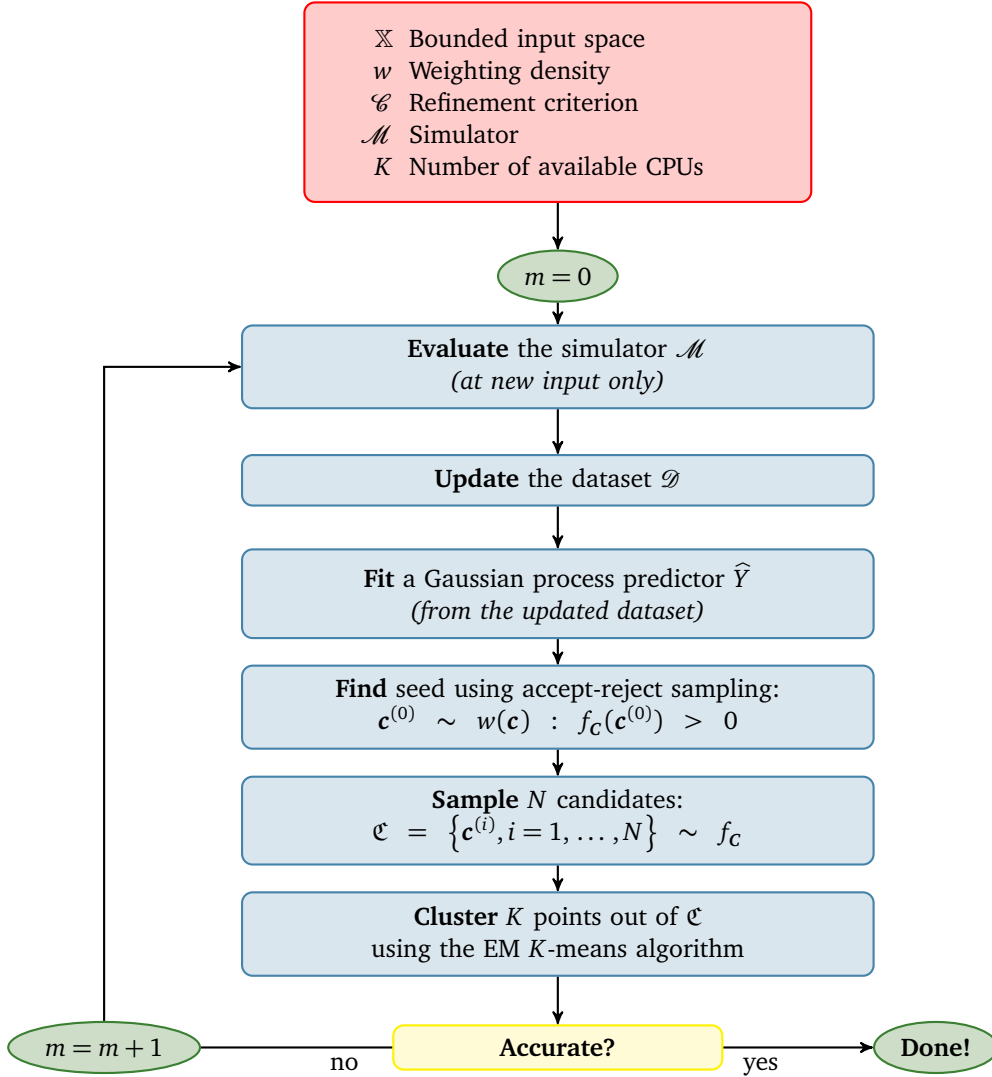 𝕏 Bounded input space
w Weighting density
𝒞 Refinement criterion
ℳ Simulator
K Number of available CPUs
m = 0
Evaluate the simulator ℳ
(at new input only)
Update the dataset 𝒟
Fit a Gaussian process predictor Ŷ
(from the updated dataset)
Find seed using accept-reject sampling:
c⁽⁰⁾ ∼ w(c) : f_C(c⁽⁰⁾) > 0
Sample N candidates:
ℭ = {c⁽ⁱ⁾, i = 1, …, N} ∼ f_C
Cluster K points out of ℭ
using the EM K-means algorithm
m = m + 1
no
Accurate?
yes
Done!